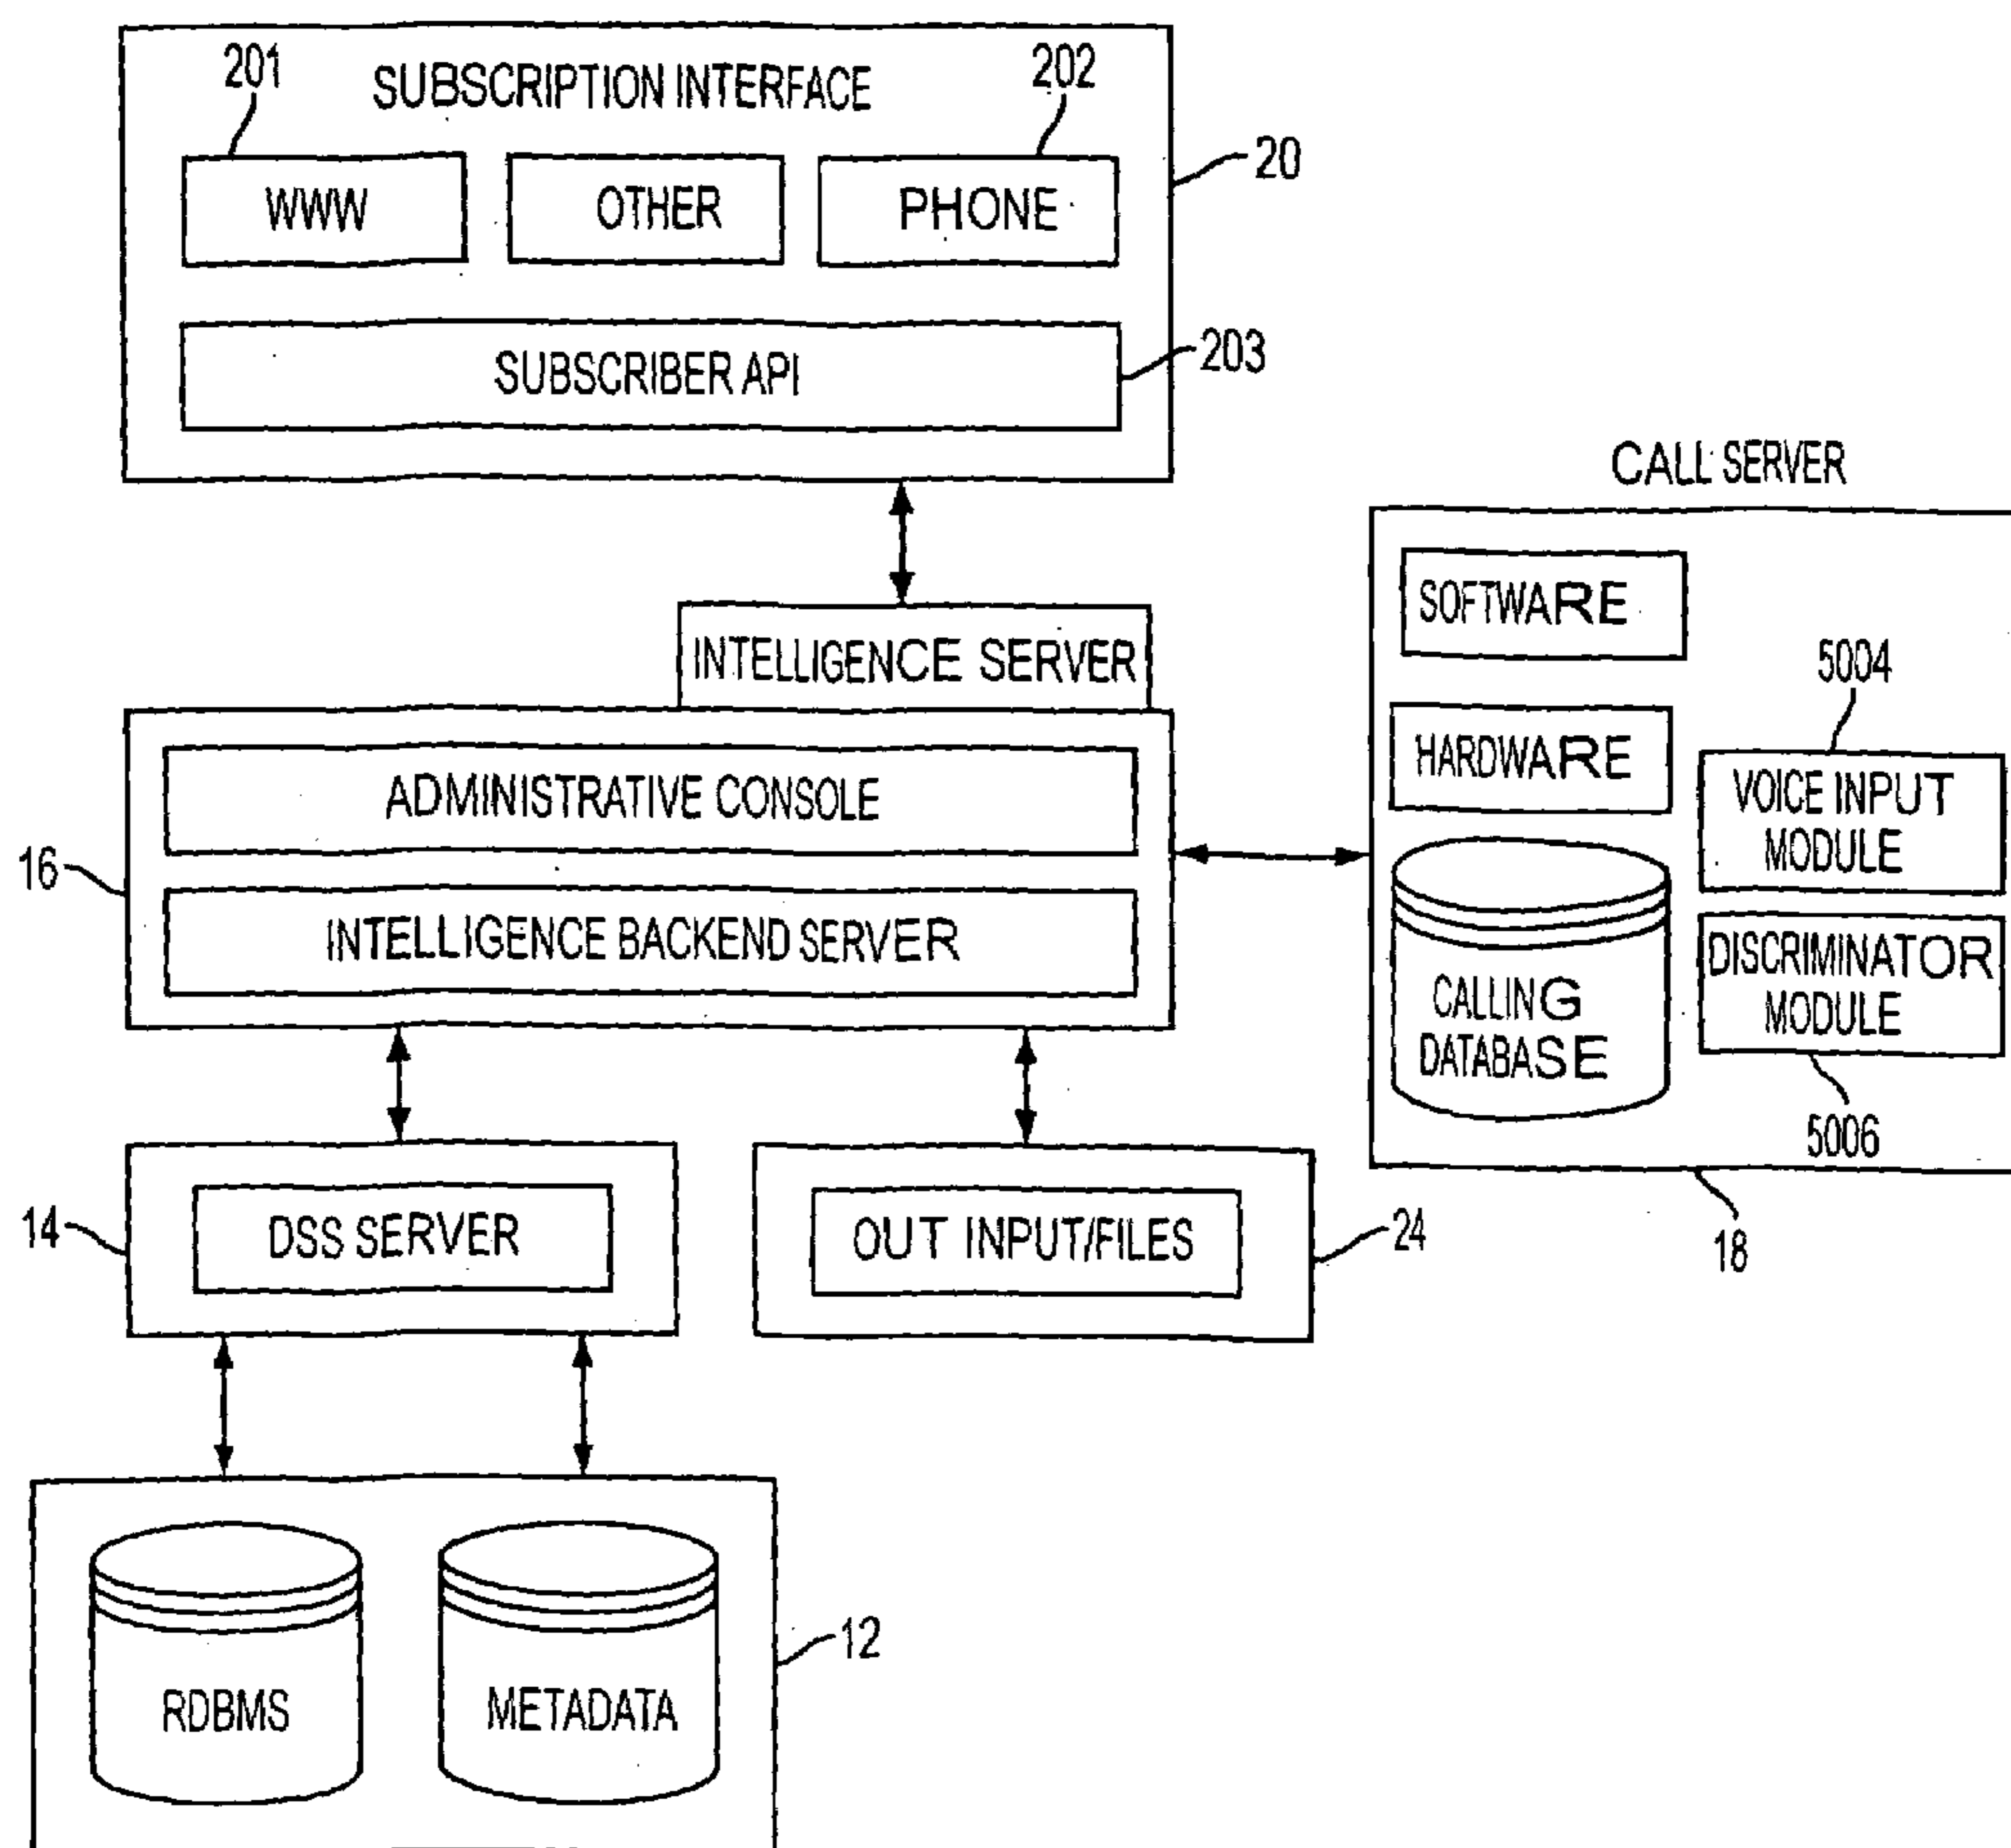 201
SUBSCRIPTION INTERFACE
202
WWW
OTHER
PHONE
20
SUBSCRIBER API
203
CALL SERVER
SOFTWARE
INTELLIGENCE SERVER
5004
HARDWARE
VOICE INPUT
MODULE
ADMINISTRATIVE CONSOLE
16
INTELLIGENCE BACKEND SERVER
DISCRIMINATOR
MODULE
CALLING
DATABASE
5006
14
DSS SERVER
OUT INPUT/FILES
24
18
12
RDBMS
METADATA